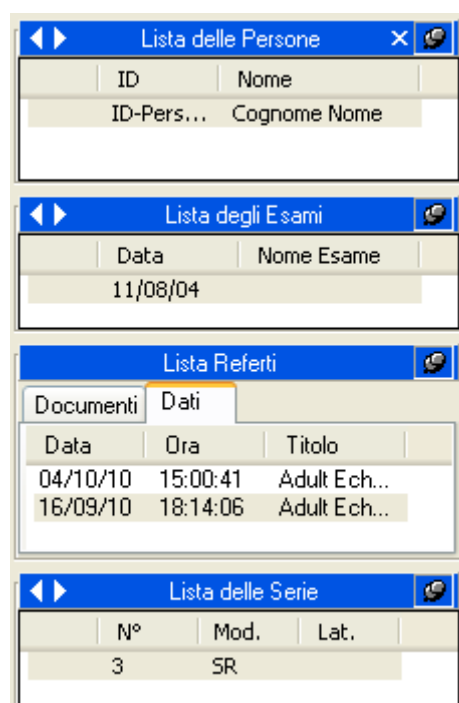 Lista delle Persone
ID Nome
ID-Pers... Cognome Nome
Lista degli Esami
Data Nome Esame
11/08/04
Lista Referti
Documenti Dati
Data Ora Titolo
04/10/10 15:00:41 Adult Ech...
16/09/10 18:14:06 Adult Ech...
Lista delle Serie
N° Mod. Lat.
3 SR